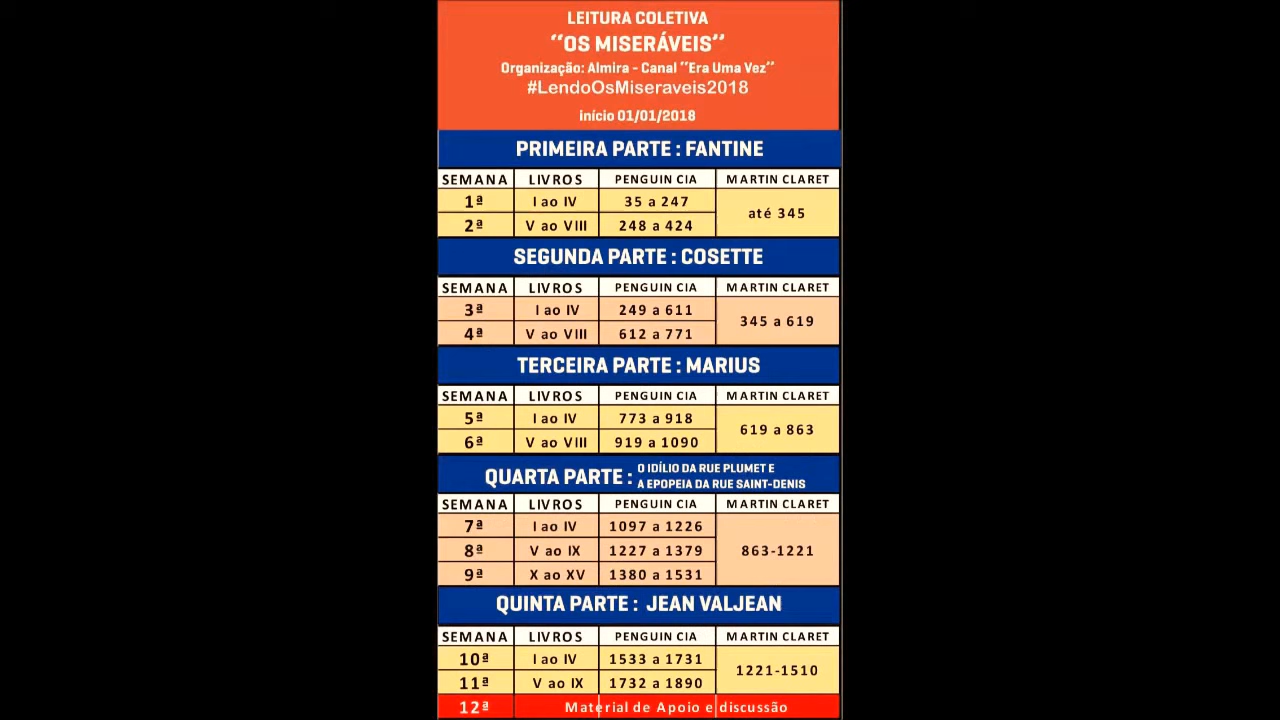 LEITURA COLETIVA
“OS MISERÁVEIS”
Organização: Almira - Canal “Era Uma Vez”
#LendoOsMiseraveis2018
início 01/01/2018
PRIMEIRA PARTE : FANTINE
SEMANA LIVROS PENGUIN CIA MARTIN CLARET
1ª I ao IV 35 a 247
até 345
2ª V ao VIII 248 a 424
SEGUNDA PARTE : COSETTE
SEMANA LIVROS PENGUIN CIA MARTIN CLARET
3ª I ao IV 249 a 611
345 a 619
4ª V ao VIII 612 a 771
TERCEIRA PARTE : MARIUS
SEMANA LIVROS PENGUIN CIA MARTIN CLARET
5ª I ao IV 773 a 918
619 a 863
6ª V ao VIII 919 a 1090
QUARTA PARTE : O IDÍLIO DA RUE PLUMET E
A EPOPEIA DA RUE SAINT-DENIS
SEMANA LIVROS PENGUIN CIA MARTIN CLARET
7ª I ao IV 1097 a 1226
8ª V ao IX 1227 a 1379 863-1221
9ª X ao XV 1380 a 1531
QUINTA PARTE : JEAN VALJEAN
SEMANA LIVROS PENGUIN CIA MARTIN CLARET
10ª I ao IV 1533 a 1731
1221-1510
11ª V ao IX 1732 a 1890
12ª Material de Apoio e discussão